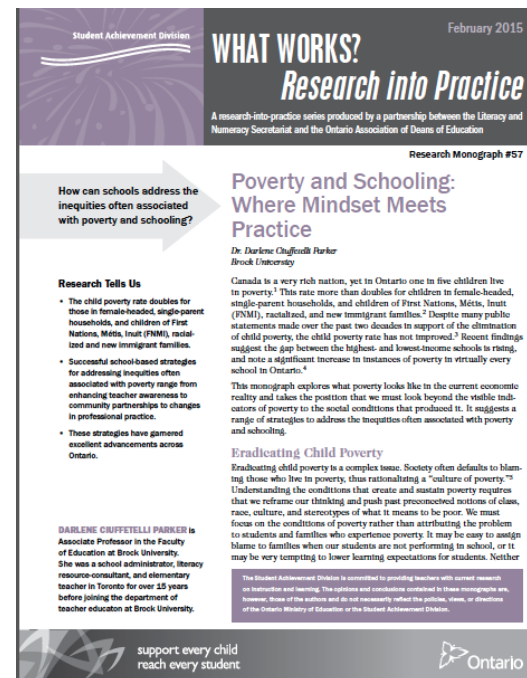 Student Achievement Division
February 2015
WHAT WORKS?
Research into Practice
A research-into-practice series produced by a partnership between the Literacy and
Numeracy Secretariat and the Ontario Association of Deans of Education
Research Monograph #57
How can schools address the
inequities often associated
with poverty and schooling?
Research Tells Us
• The child poverty rate doubles for
those in female-headed, single-parent
households, and children of First
Nations, Métis, Inuit (FNMI), racial-
ized and new immigrant families.
• Successful school-based strategies
for addressing inequities often
associated with poverty range from
enhancing teacher awareness to
community partnerships to changes
in professional practice.
• These strategies have garnered
excellent advancements across
Ontario.
DARLENE CIUFFETELLI PARKER is
Associate Professor in the Faculty
of Education at Brock University.
She was a school administrator, literacy
resource-consultant, and elementary
teacher in Toronto for over 15 years
before joining the department of
teacher educaton at Brock University.
Poverty and Schooling:
Where Mindset Meets
Practice
Dr. Darlene Ciuffetelli Parker
Brock University
Canada is a very rich nation, yet in Ontario one in five children live
in poverty.1 This rate more than doubles for children in female-headed,
single-parent households, and children of First Nations, Métis, Inuit
(FNMI), racialized, and new immigrant families.2 Despite many public
statements made over the past two decades in support of the elimination
of child poverty, the child poverty rate has not improved.3 Recent findings
suggest the gap between the highest- and lowest-income schools is rising,
and note a significant increase in instances of poverty in virtually every
school in Ontario.4
This monograph explores what poverty looks like in the current economic
reality and takes the position that we must look beyond the visible indi-
cators of poverty to the social conditions that produced it. It suggests a
range of strategies to address the inequities often associated with poverty
and schooling.
Eradicating Child Poverty
Eradicating child poverty is a complex issue. Society often defaults to blam-
ing those who live in poverty, thus rationalizing a "culture of poverty."5
Understanding the conditions that create and sustain poverty requires
that we reframe our thinking and push past preconceived notions of class,
race, culture, and stereotypes of what it means to be poor. We must
focus on the conditions of poverty rather than attributing the problem
to students and families who experience poverty. It may be easy to assign
blame to families when our students are not performing in school, or it
may be very tempting to lower learning expectations for students. Neither
The Student Achievement Division is committed to providing teachers with current research
on instruction and learning. The opinions and conclusions contained in these monographs are,
however, those of the authors and do not necessarily reflect the policies, views, or directions
of the Ontario Ministry of Education or the Student Achievement Division.
support every child
reach every student
Ontario